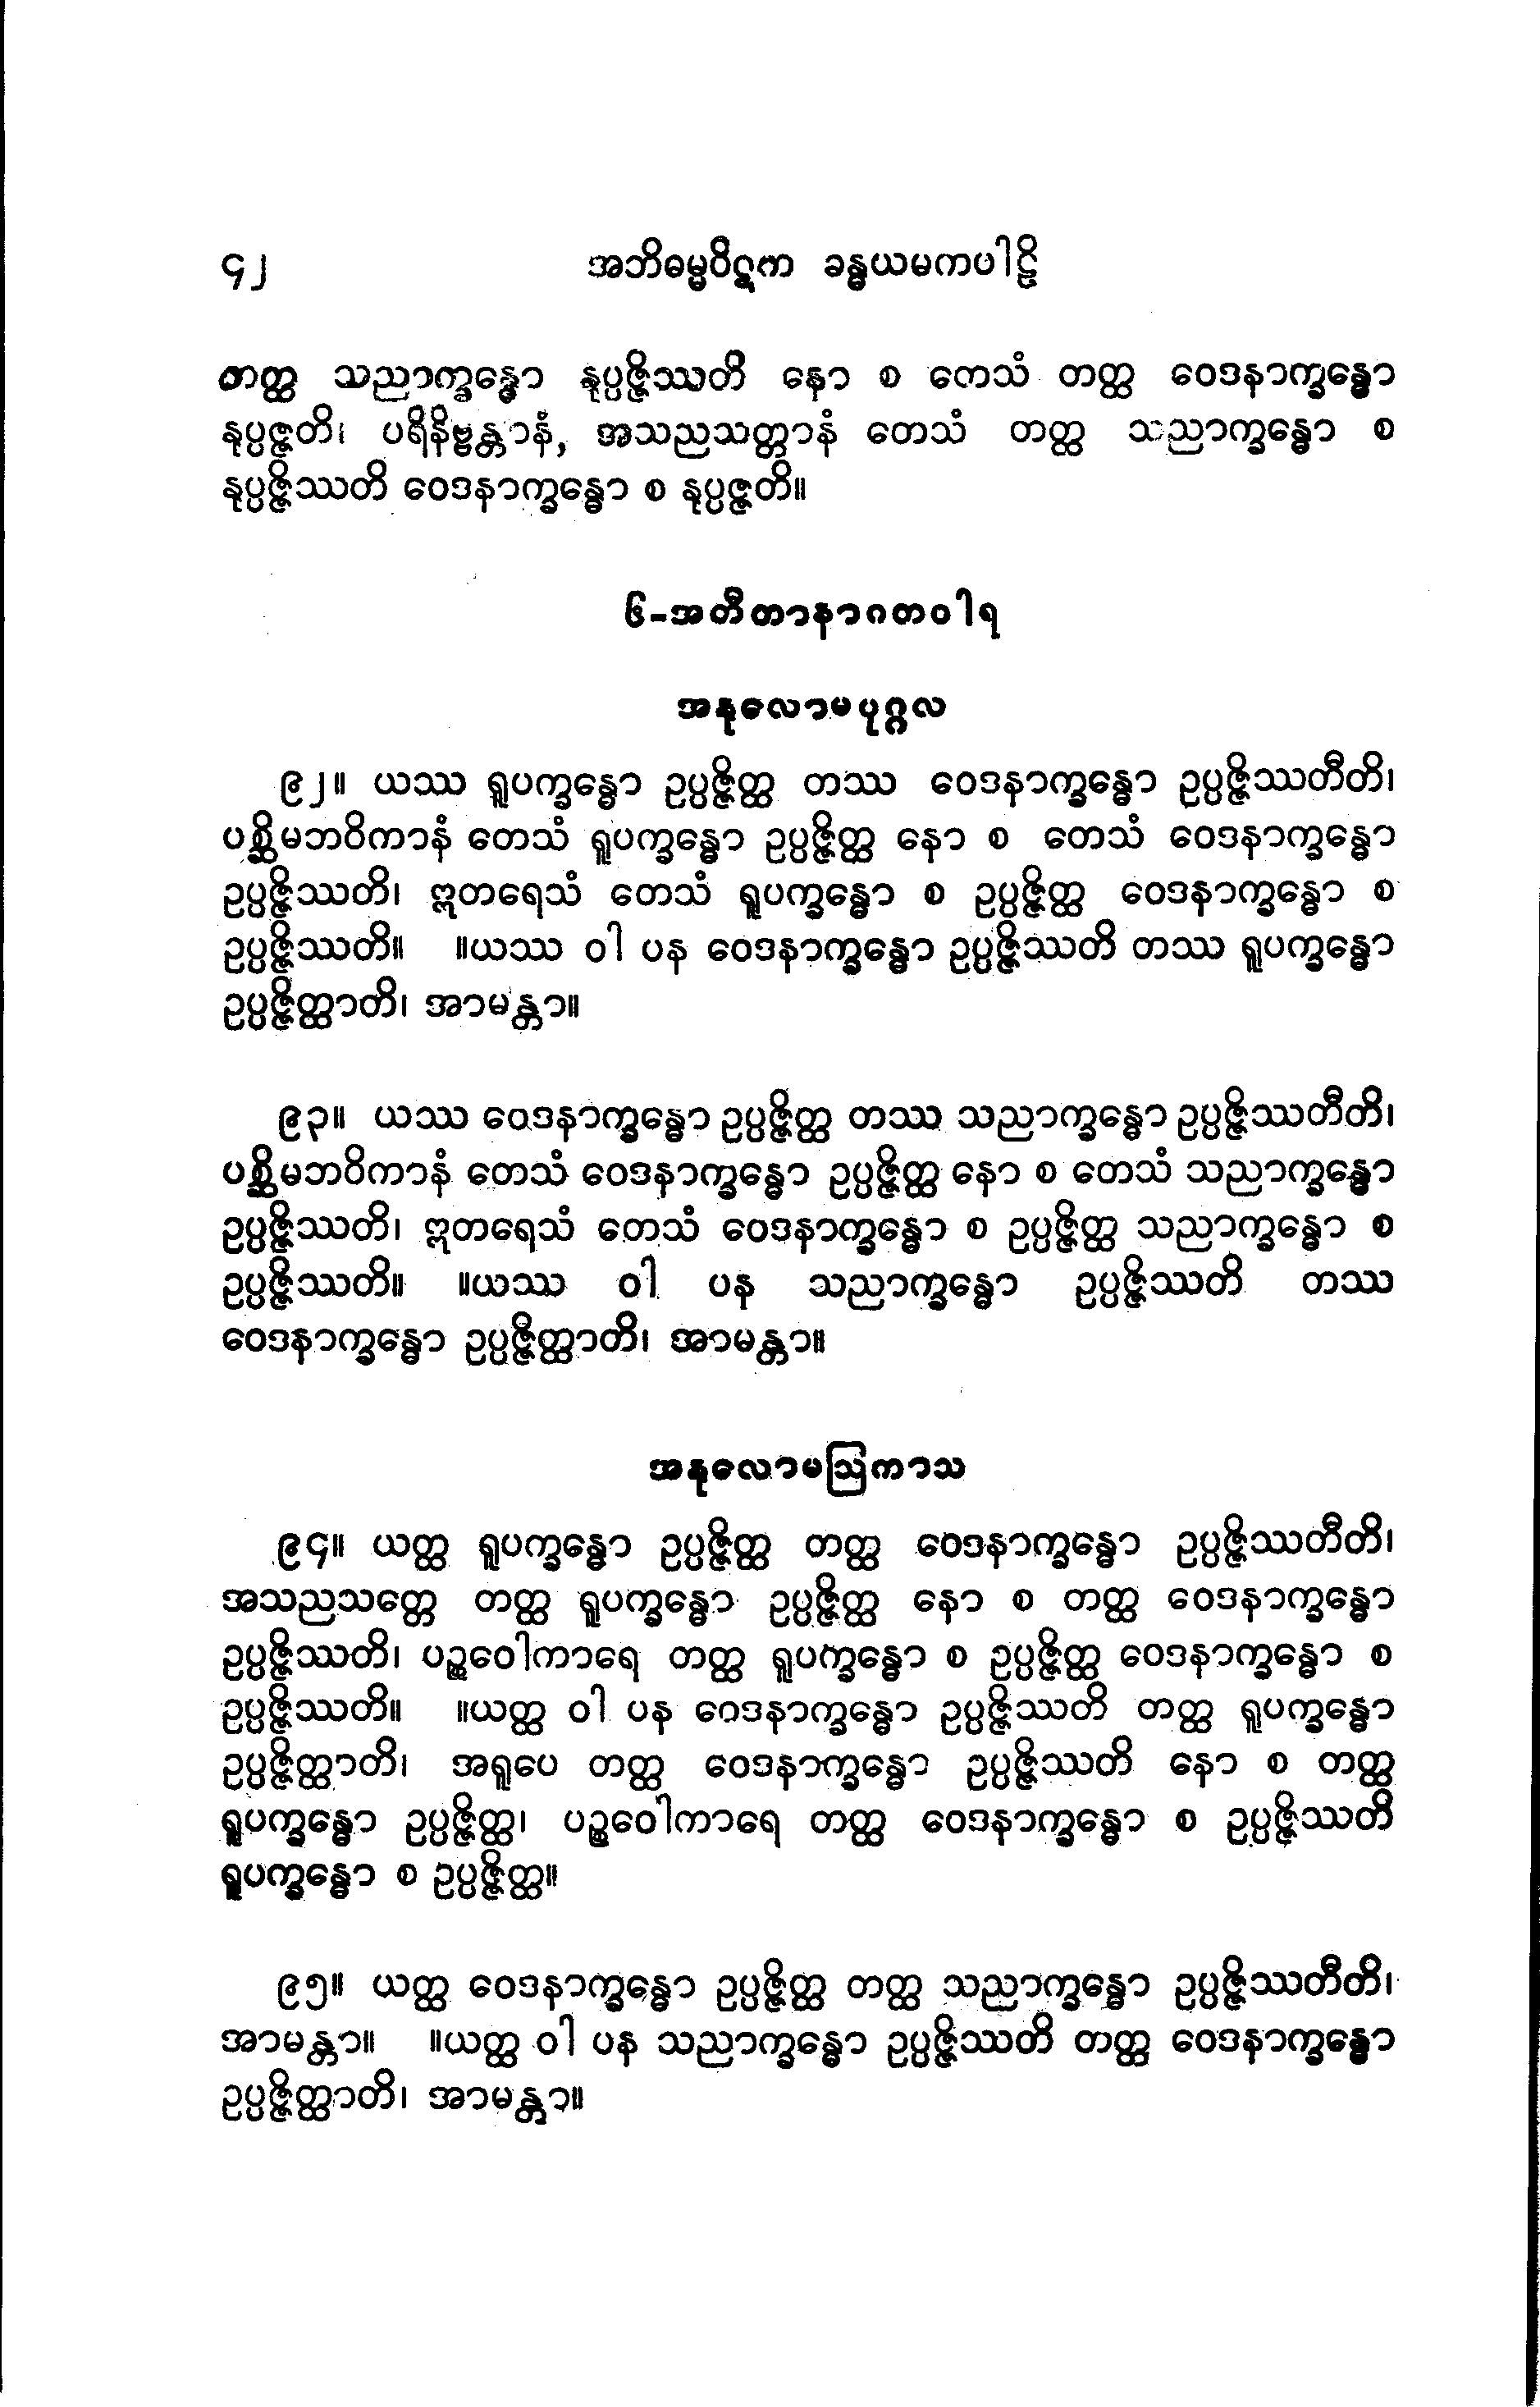 ၄၂ အဘိဓမ္မပိဋက ခန္ဓယမကပါဠိ
တတ္ထ သညာက္ခန္ဓော နုပ္ပဇ္ဇိဿတိ နော စ တေသံ တတ္ထ ဝေဒနာက္ခန္ဓော
နုပ္ပဇ္ဇတိ၊ ပရိနိဗ္ဗန္တာနံ, အသညသတ္တာနံ တေသံ တတ္ထ သညာက္ခန္ဓော စ
နုပ္ပဇ္ဇိဿတိ ဝေဒနာက္ခန္ဓော စ နုပ္ပဇ္ဇတိ။
၆-အတီတာနာဂတဝါရ
အနုလောမပုဂ္ဂလ
၉၂။ ယဿ ရူပက္ခန္ဓော ဥပ္ပဇ္ဇိတ္ထ တဿ ဝေဒနာက္ခန္ဓော ဥပ္ပဇ္ဇိဿတီတိ၊
ပစ္ဆိမဘဝိကာနံ တေသံ ရူပက္ခန္ဓော ဥပ္ပဇ္ဇိတ္ထ နော စ တေသံ ဝေဒနာက္ခန္ဓော
ဥပ္ပဇ္ဇိဿတိ၊ ဣတရေသံ တေသံ ရူပက္ခန္ဓော စ ဥပ္ပဇ္ဇိတ္ထ ဝေဒနာက္ခန္ဓော စ
ဥပ္ပဇ္ဇိဿတိ။ ။ယဿ ဝါ ပန ဝေဒနာက္ခန္ဓော ဥပ္ပဇ္ဇိဿတိ တဿ ရူပက္ခန္ဓော
ဥပ္ပဇ္ဇိတ္ထာတိ၊ အာမန္တာ။
၉၃။ ယဿ ဝေဒနာက္ခန္ဓော ဥပ္ပဇ္ဇိတ္ထ တဿ သညာက္ခန္ဓော ဥပ္ပဇ္ဇိဿတီတိ၊
ပစ္ဆိမဘဝိကာနံ တေသံ ဝေဒနာက္ခန္ဓော ဥပ္ပဇ္ဇိတ္ထ နော စ တေသံ သညာက္ခန္ဓော
ဥပ္ပဇ္ဇိဿတိ၊ ဣတရေသံ တေသံ ဝေဒနာက္ခန္ဓော စ ဥပ္ပဇ္ဇိတ္ထ သညာက္ခန္ဓော စ
ဥပ္ပဇ္ဇိဿတိ။ ။ယဿ ဝါ ပန သညာက္ခန္ဓော ဥပ္ပဇ္ဇိဿတိ တဿ
ဝေဒနာက္ခန္ဓော ဥပ္ပဇ္ဇိတ္ထာတိ၊ အာမန္တာ။
အနုလောမဩကာသ
၉၄။ ယတ္ထ ရူပက္ခန္ဓော ဥပ္ပဇ္ဇိတ္ထ တတ္ထ ဝေဒနာက္ခန္ဓော ဥပ္ပဇ္ဇိဿတီတိ၊
အသညသတ္တေ တတ္ထ ရူပက္ခန္ဓော ဥပ္ပဇ္ဇိတ္ထ နော စ တတ္ထ ဝေဒနာက္ခန္ဓော
ဥပ္ပဇ္ဇိဿတိ၊ ပဉ္စဝေါကာရေ တတ္ထ ရူပက္ခန္ဓော စ ဥပ္ပဇ္ဇိတ္ထ ဝေဒနာက္ခန္ဓော စ
ဥပ္ပဇ္ဇိဿတိ။ ။ယတ္ထ ဝါ ပန ဝေဒနာက္ခန္ဓော ဥပ္ပဇ္ဇိဿတိ တတ္ထ ရူပက္ခန္ဓော
ဥပ္ပဇ္ဇိတ္ထာတိ၊ အရူပေ တတ္ထ ဝေဒနာက္ခန္ဓော ဥပ္ပဇ္ဇိဿတိ နော စ တတ္ထ
ရူပက္ခန္ဓော ဥပ္ပဇ္ဇိတ္ထ၊ ပဉ္စဝေါကာရေ တတ္ထ ဝေဒနာက္ခန္ဓော စ ဥပ္ပဇ္ဇိဿတိ
ရူပက္ခန္ဓော စ ဥပ္ပဇ္ဇိတ္ထ။
၉၅။ ယတ္ထ ဝေဒနာက္ခန္ဓော ဥပ္ပဇ္ဇိတ္ထ တတ္ထ သညာက္ခန္ဓော ဥပ္ပဇ္ဇိဿတီတိ၊
အာမန္တာ။ ။ယတ္ထ ဝါ ပန သညာက္ခန္ဓော ဥပ္ပဇ္ဇိဿတိ တတ္ထ ဝေဒနာက္ခန္ဓော
ဥပ္ပဇ္ဇိတ္ထာတိ၊ အာမန္တာ။